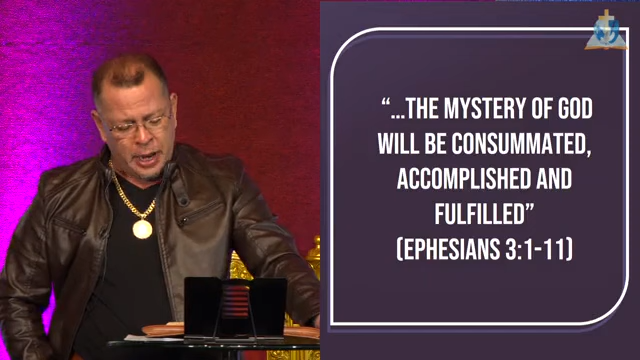 “...THE MYSTERY OF GOD
WILL BE CONSUMMATED,
ACCOMPLISHED AND
FULFILLED”
(EPHESIANS 3:1-11)